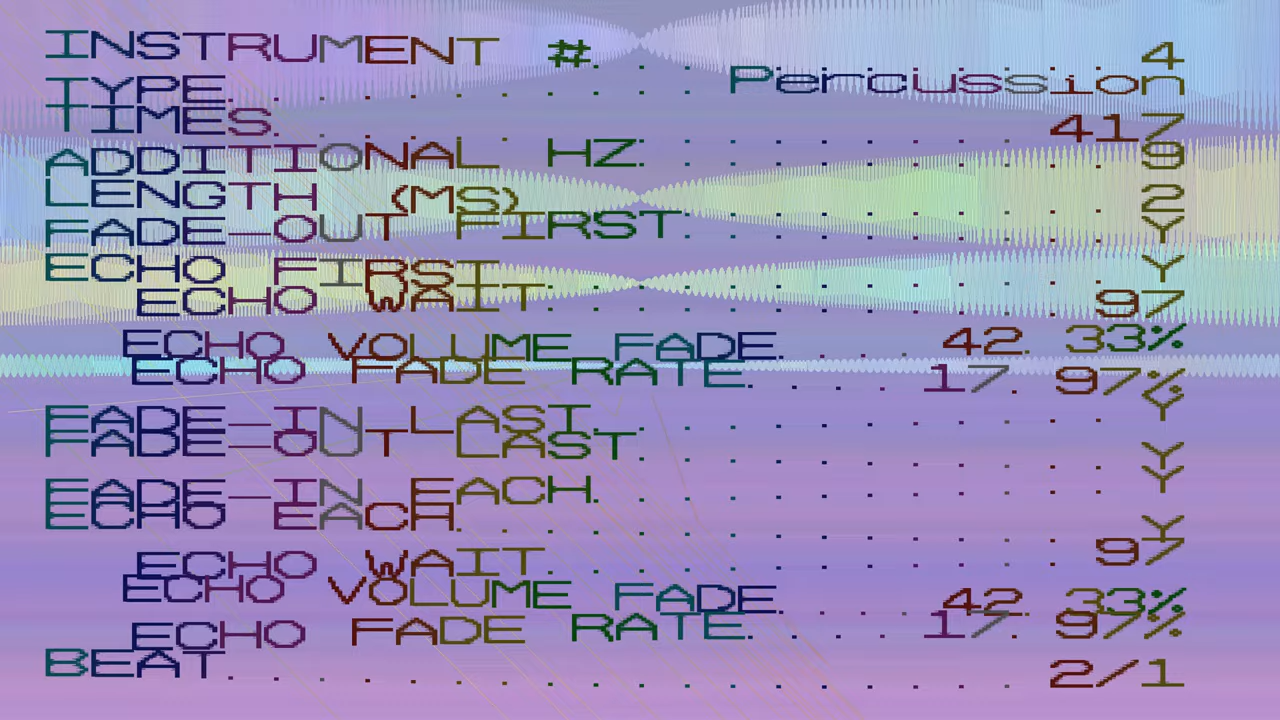 INSTRUMENT #. . . . 4
TYPE. . . . . . . . . . . Percussion
TIMES. . . . . . . . . . . . . . . . . . 417
ADDITIONAL HZ. . . . . . . . . . . 9
LENGTH (MS) . . . . . . . . . . . . . 2
FADE-OUT FIRST. . . . . . . . . . Y
ECHO FIRST. . . . . . . . . . . . . Y
ECHO WAIT. . . . . . . . . . . . 97
ECHO VOLUME FADE. . . . 42.33%
ECHO FADE RATE. . . . . 17.97%
FADE-IN LAST. . . . . . . . . . . . Y
FADE-OUT LAST. . . . . . . . . . . Y
FADE-IN EACH. . . . . . . . . . . . Y
ECHO EACH. . . . . . . . . . . . . . . Y
ECHO WAIT. . . . . . . . . . . . 97
ECHO VOLUME FADE. . . . 42.33%
ECHO FADE RATE. . . . . 17.97%
BEAT. . . . . . . . . . . . . . . . . . 2/1